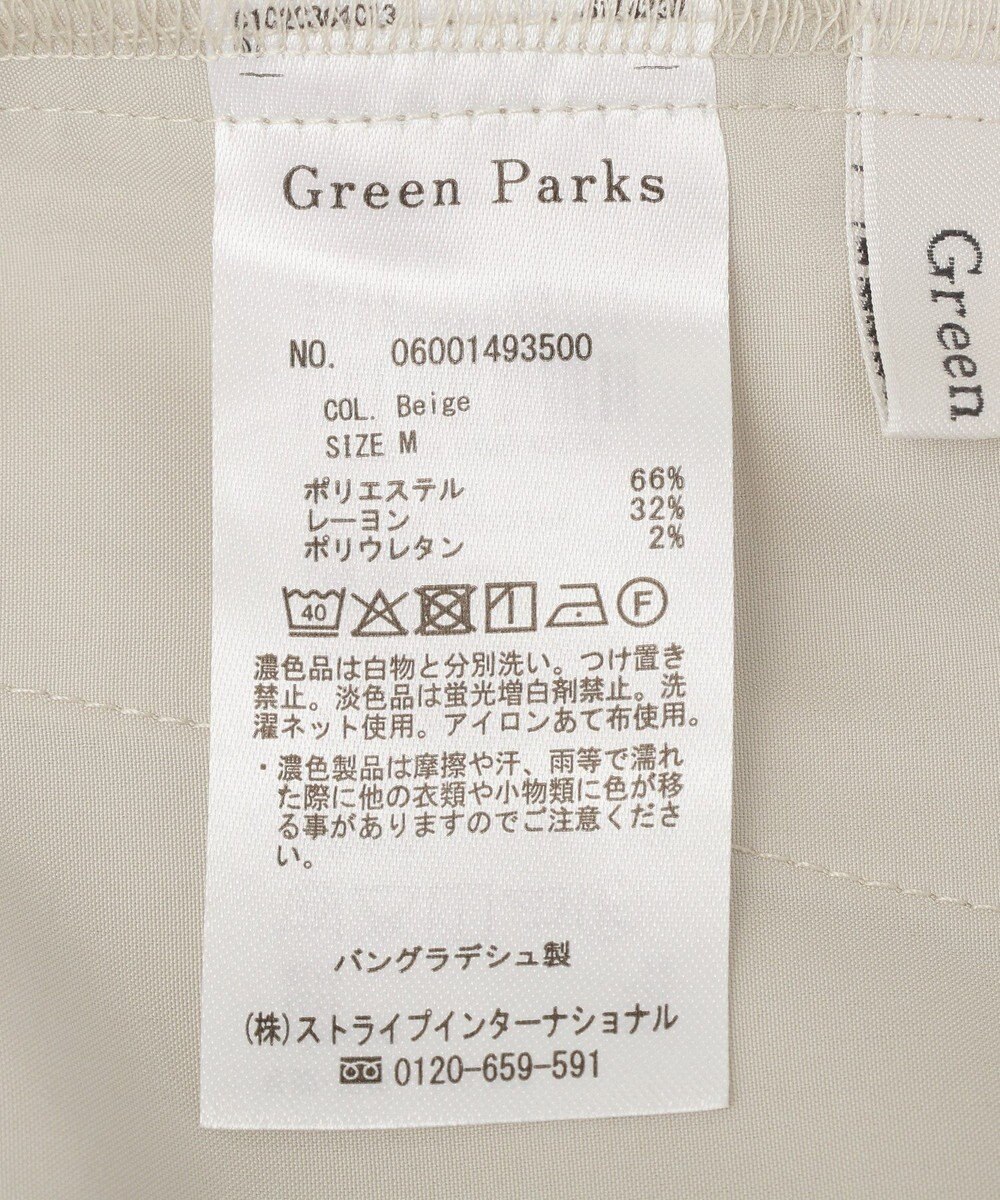 Green Parks
NO. 06001493500
COL. Beige
SIZE M
ポリエステル 66%
レーヨン 32%
ポリウレタン 2%
40 F
濃色品は白物と分別洗い。つけ置き
禁止。淡色品は蛍光増白剤禁止。洗
濯ネット使用。アイロンあて布使用。
・濃色製品は摩擦や汗、雨等で濡れ
た際に他の衣類や小物類に色が移
る事がありますのでご注意くださ
い。
バングラデシュ製
(株)ストライプインターナショナル
0120-659-591
Green